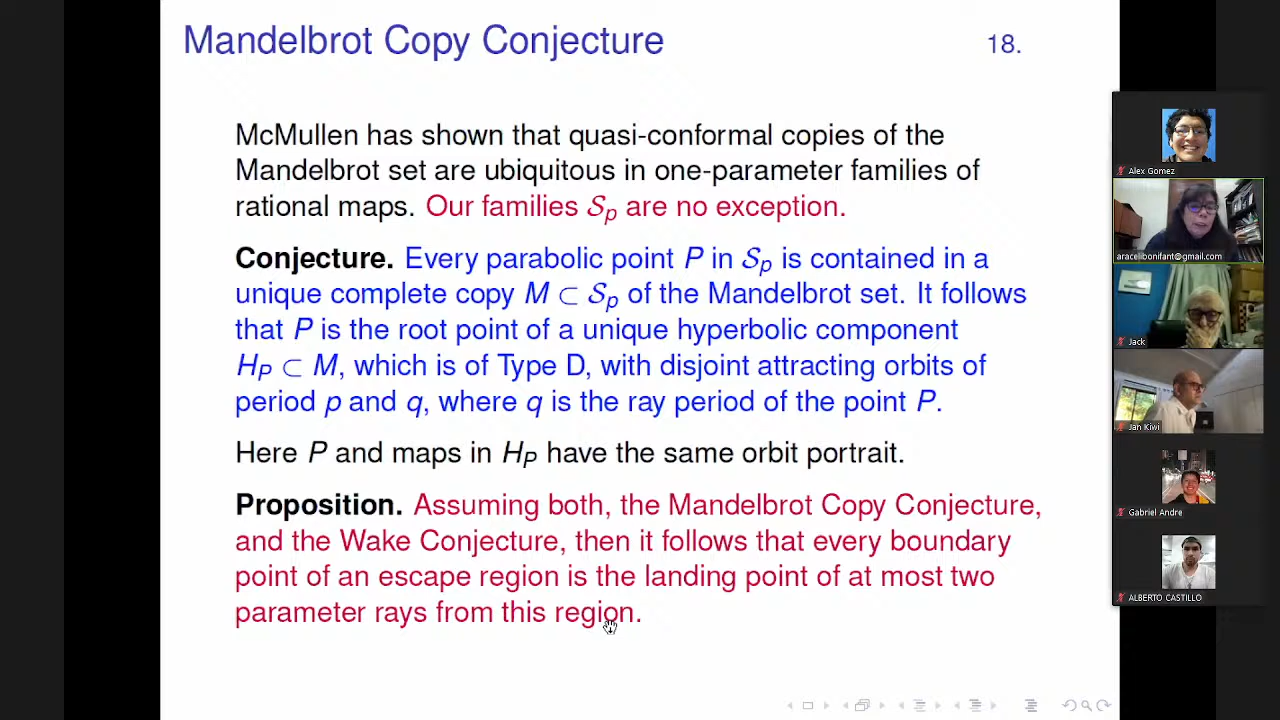 Mandelbrot Copy Conjecture 18.
McMullen has shown that quasi-conformal copies of the
Mandelbrot set are ubiquitous in one-parameter families of
rational maps. Our families 𝒮ₚ are no exception.
Conjecture. Every parabolic point P in 𝒮ₚ is contained in a
unique complete copy M ⊂ 𝒮ₚ of the Mandelbrot set. It follows
that P is the root point of a unique hyperbolic component
H_P ⊂ M, which is of Type D, with disjoint attracting orbits of
period p and q, where q is the ray period of the point P.
Here P and maps in H_P have the same orbit portrait.
Proposition. Assuming both, the Mandelbrot Copy Conjecture,
and the Wake Conjecture, then it follows that every boundary
point of an escape region is the landing point of at most two
parameter rays from this region.
Alex Gomez
aracelibonifant@gmail.com
Jack
Jan Kiwi
Gabriel Andre
ALBERTO CASTILLO